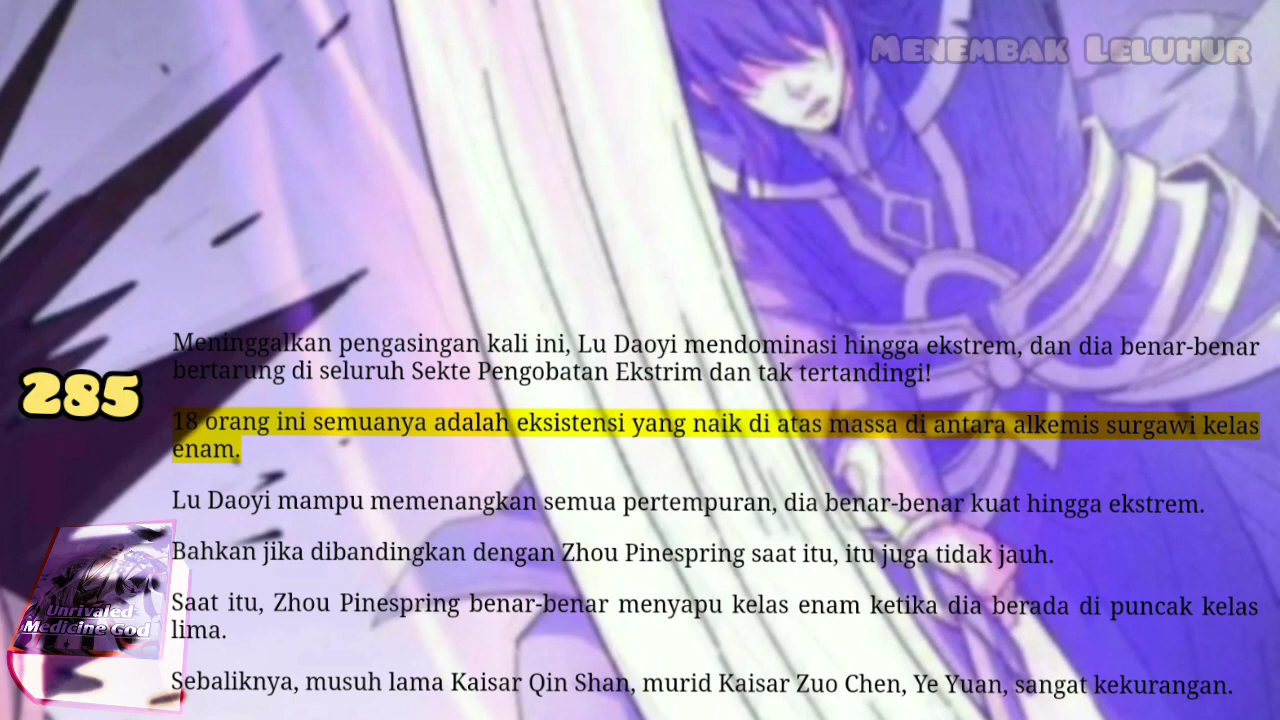 Menembak Leluhur
Meninggalkan pengasingan kali ini, Lu Daoyi mendominasi hingga ekstrem, dan dia benar-benar
bertarung di seluruh Sekte Pengobatan Ekstrim dan tak tertandingi!
285
18 orang ini semuanya adalah eksistensi yang naik di atas massa di antara alkemis surgawi kelas
enam.
Lu Daoyi mampu memenangkan semua pertempuran, dia benar-benar kuat hingga ekstrem.
Bahkan jika dibandingkan dengan Zhou Pinespring saat itu, itu juga tidak jauh.
Saat itu, Zhou Pinespring benar-benar menyapu kelas enam ketika dia berada di puncak kelas
lima.
Unrivaled
Medicine God
Sebaliknya, musuh lama Kaisar Qin Shan, murid Kaisar Zuo Chen, Ye Yuan, sangat kekurangan.